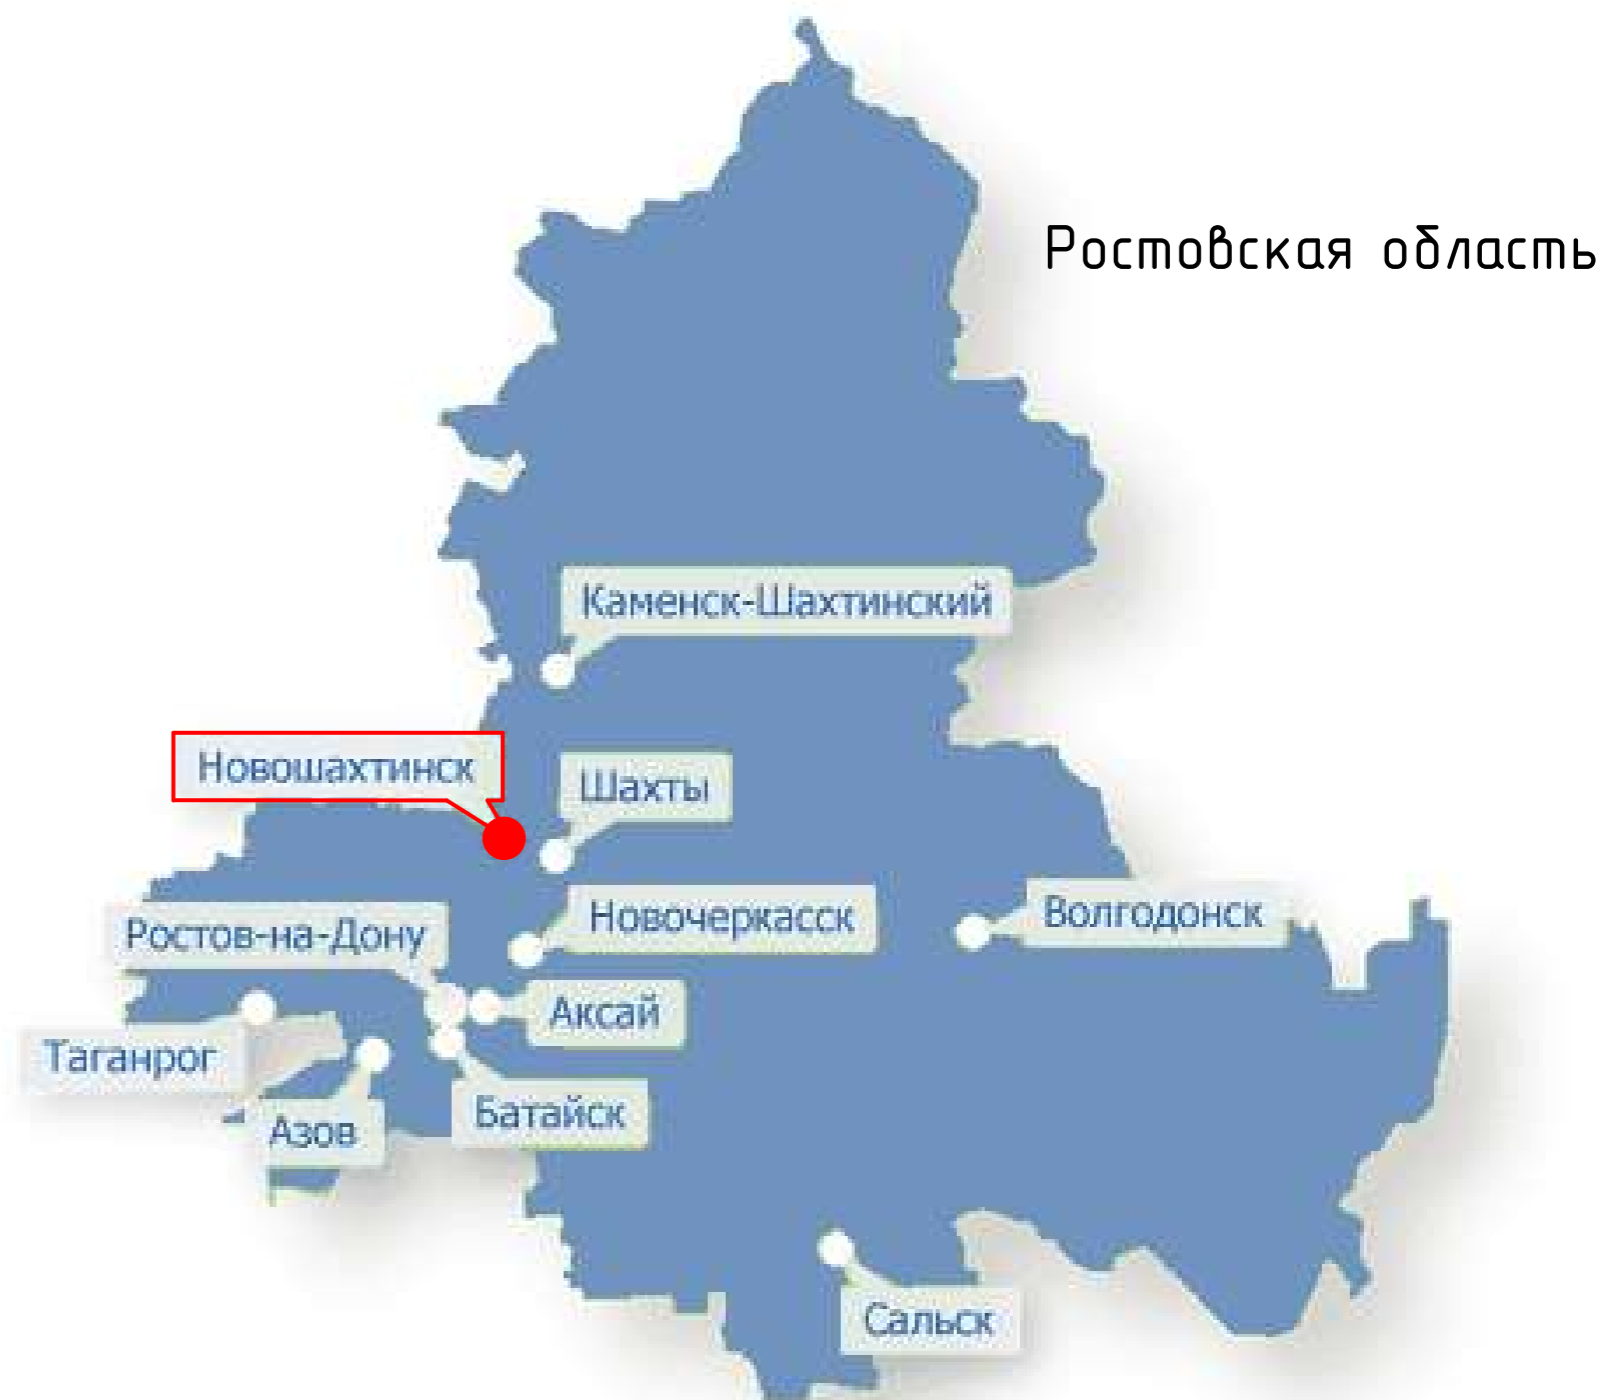 Ростовская область
Каменск-Шахтинский
Новошахтинск
Шахты
Новочеркасск
Волгодонск
Ростов-на-Дону
Аксай
Таганрог
Батайск
Азов
Сальск